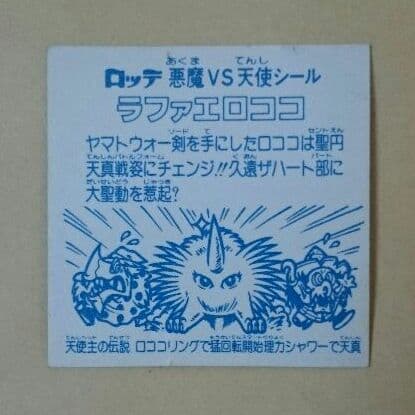 ロッテ 悪魔VS天使シール
ラファエロココ
ヤマトウォー剣を手にしたロココは聖円
天真戦姿にチェンジ!!久遠ザハート部に
大聖動を惹起?
天使主の伝説 ロココリングで猛回転開始理力シャワーで天真